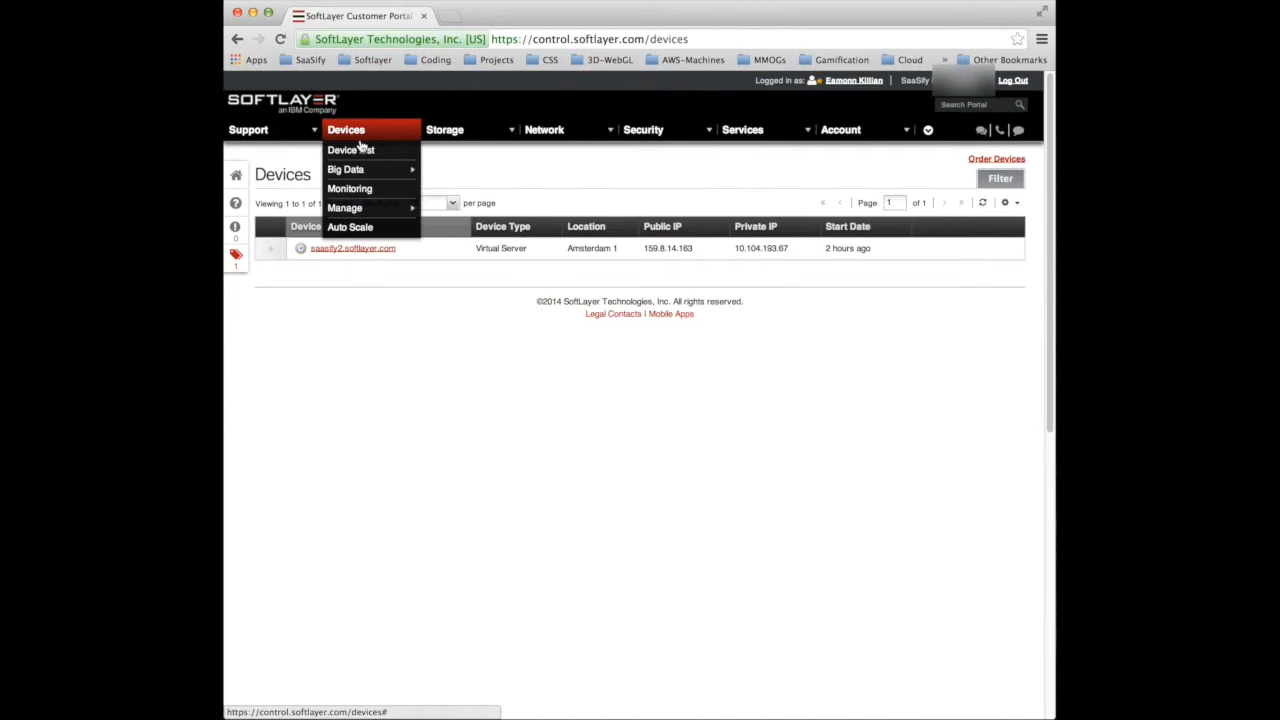 SoftLayer Customer Portal
SoftLayer Technologies, Inc. [US] https://control.softlayer.com/devices
Apps SaaSify Softlayer Coding Projects CSS 3D-WebGL AWS-Machines MMOGs Gamification Cloud » Other Bookmarks
Logged in as: Eamonn Killian SaaSify Log Out
SOFTLAYER®
an IBM Company
Search Portal
Support Devices Storage Network Security Services Account
Device
Big Data
Monitoring
Manage
Auto Scale
Order Devices
Devices
Filter
Viewing 1 to 1 of 1 per page Page 1 of 1
Device Device Type Location Public IP Private IP Start Date
saasify2.softlayer.com Virtual Server Amsterdam 1 159.8.14.163 10.104.193.67 2 hours ago
0
1
©2014 SoftLayer Technologies, Inc. All rights reserved.
Legal Contacts | Mobile Apps
https://control.softlayer.com/devices#